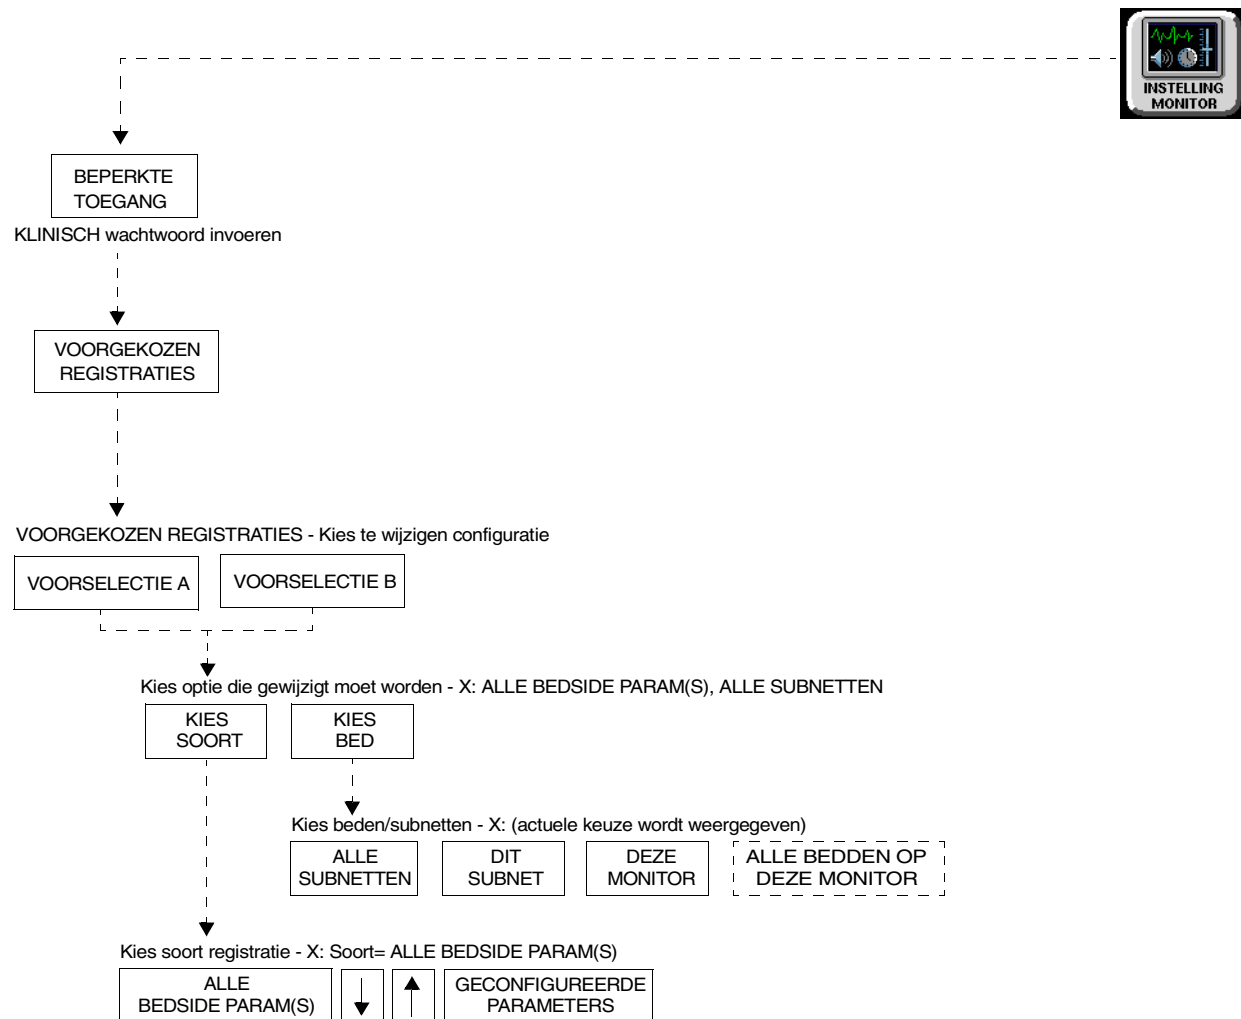 INSTELLING
MONITOR
BEPERKTE
TOEGANG
KLINISCH wachtwoord invoeren
VOORGEKOZEN
REGISTRATIES
VOORGEKOZEN REGISTRATIES - Kies te wijzigen configuratie
VOORSELECTIE A
VOORSELECTIE B
Kies optie die gewijzigt moet worden - X: ALLE BEDSIDE PARAM(S), ALLE SUBNETTEN
KIES
SOORT
KIES
BED
Kies beden/subnetten - X: (actuele keuze wordt weergegeven)
ALLE
SUBNETTEN
DIT
SUBNET
DEZE
MONITOR
ALLE BEDDEN OP
DEZE MONITOR
Kies soort registratie - X: Soort= ALLE BEDSIDE PARAM(S)
ALLE
BEDSIDE PARAM(S)
GECONFIGUREERDE
PARAMETERS